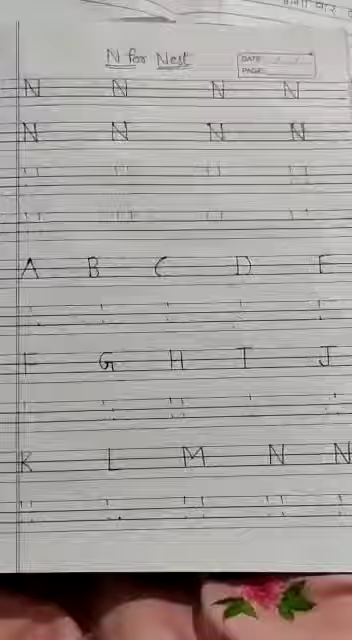 N for Nest
DATE: / /
PAGE:
N N N N
N N N N
A B C D E
F G H I J
K L M N N